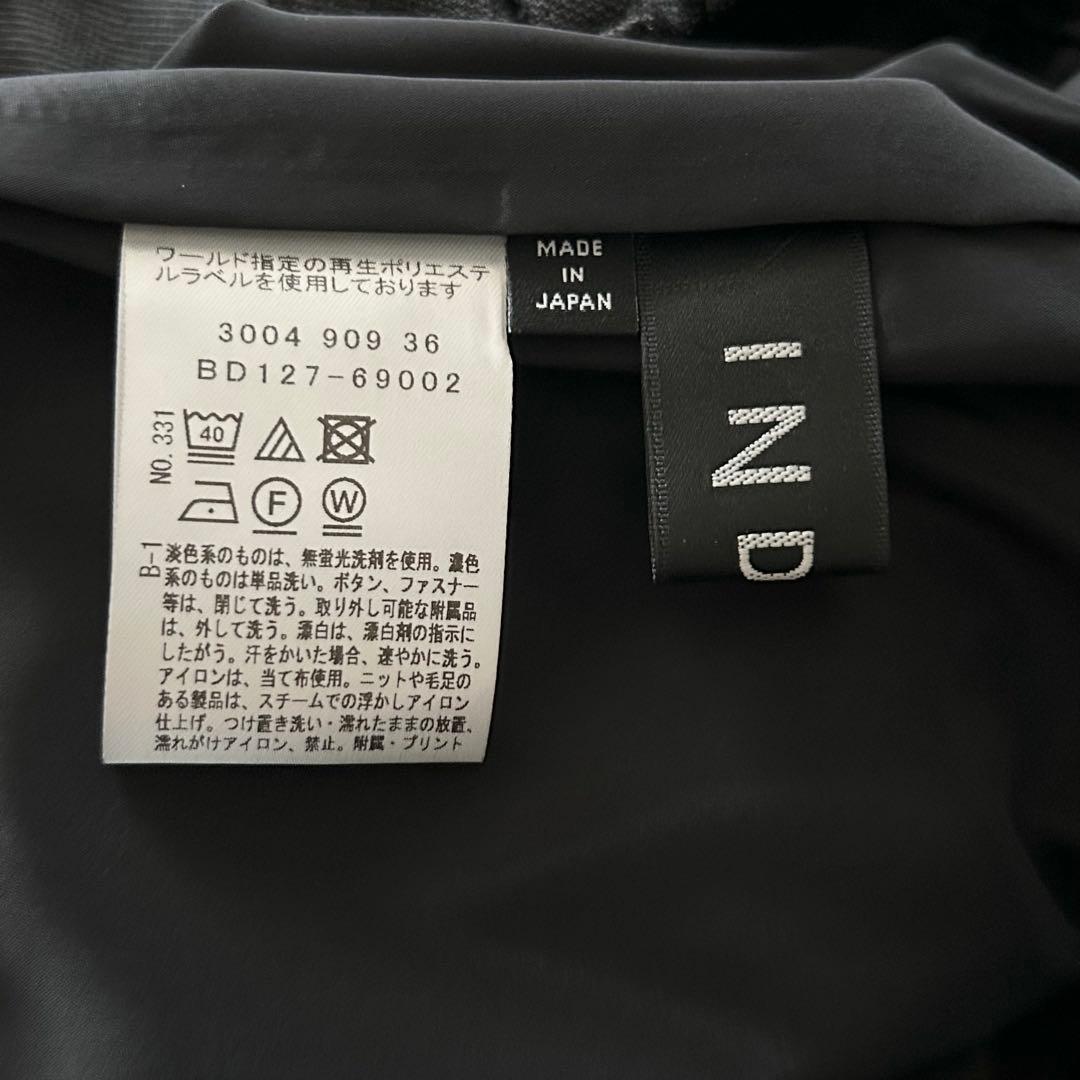 ワールド指定の再生ポリエステ
ルラベルを使用しております
3004 909 36
BD127-69002
NO. 331
40
F
W
B-1
淡色系のものは、無蛍光洗剤を使用。濃色
系のものは単品洗い。ボタン、ファスナー
等は、閉じて洗う。取り外し可能な附属品
は、外して洗う。漂白は、漂白剤の指示に
したがう。汗をかいた場合、速やかに洗う。
アイロンは、当て布使用。ニットや毛足の
ある製品は、スチームでの浮かしアイロン
仕上げ。つけ置き洗い・濡れたままの放置、
濡れがけアイロン、禁止。附属・プリント
MADE
IN
JAPAN
IND